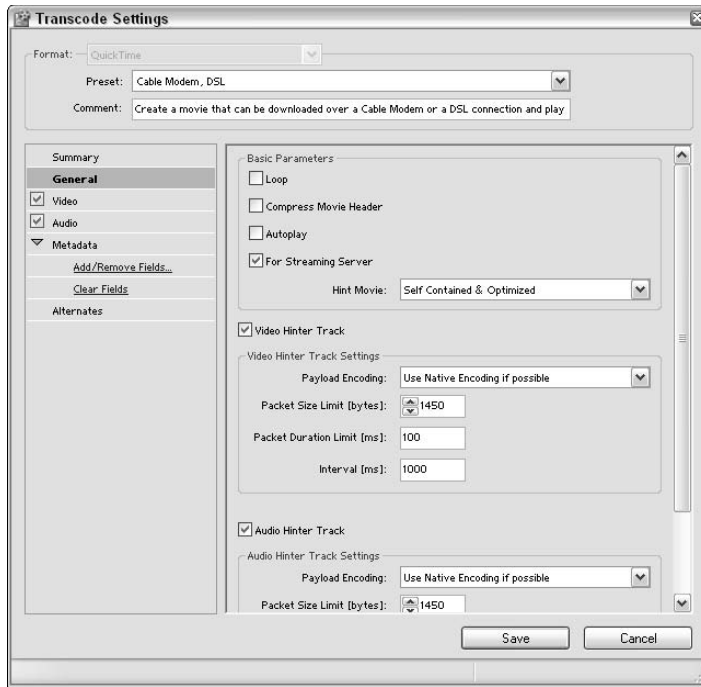 Transcode Settings
Format: QuickTime
Preset: Cable Modem, DSL
Comment: Create a movie that can be downloaded over a Cable Modem or a DSL connection and play
Summary
General
Video
Audio
Metadata
Add/Remove Fields...
Clear Fields
Alternates
Basic Parameters
Loop
Compress Movie Header
Autoplay
For Streaming Server
Hint Movie: Self Contained & Optimized
Video Hinter Track
Video Hinter Track Settings
Payload Encoding: Use Native Encoding if possible
Packet Size Limit [bytes]: 1450
Packet Duration Limit [ms]: 100
Interval [ms]: 1000
Audio Hinter Track
Audio Hinter Track Settings
Payload Encoding: Use Native Encoding if possible
Packet Size Limit [bytes]: 1450
Save Cancel